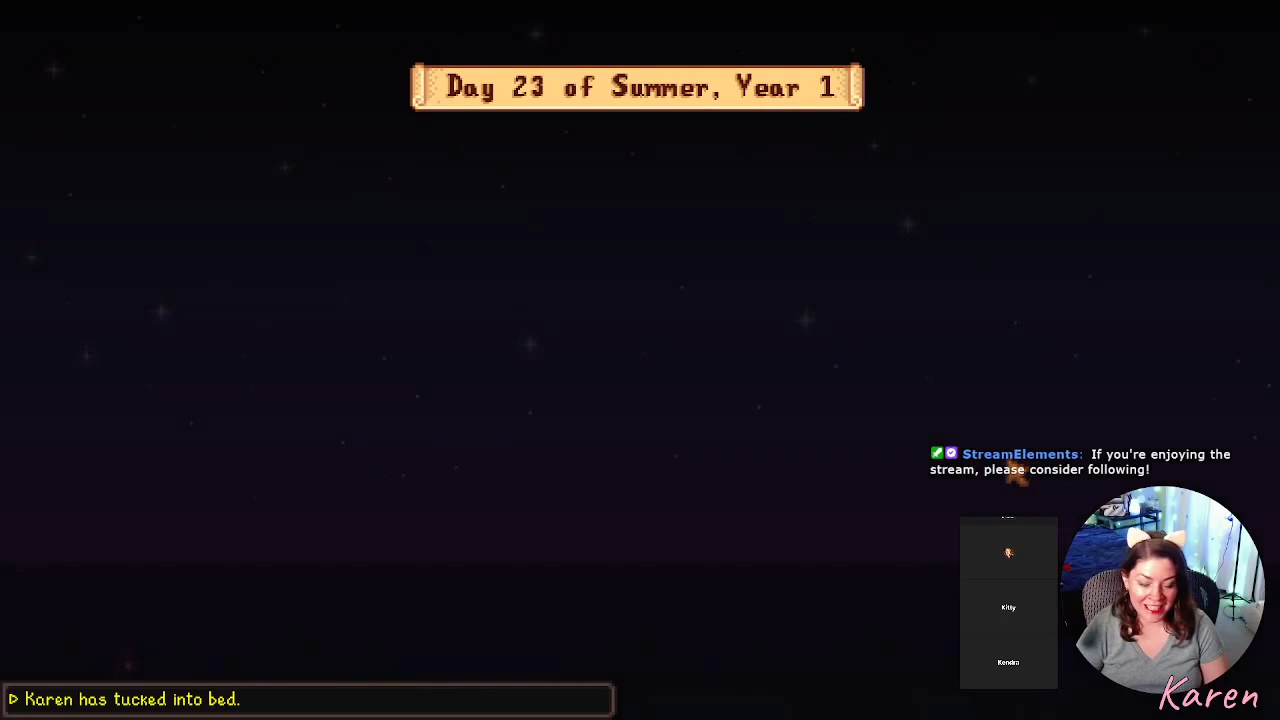 Day 23 of Summer, Year 1
StreamElements: If you're enjoying the
stream, please consider following!
Kitty
Kendra
Karen
Karen has tucked into bed.